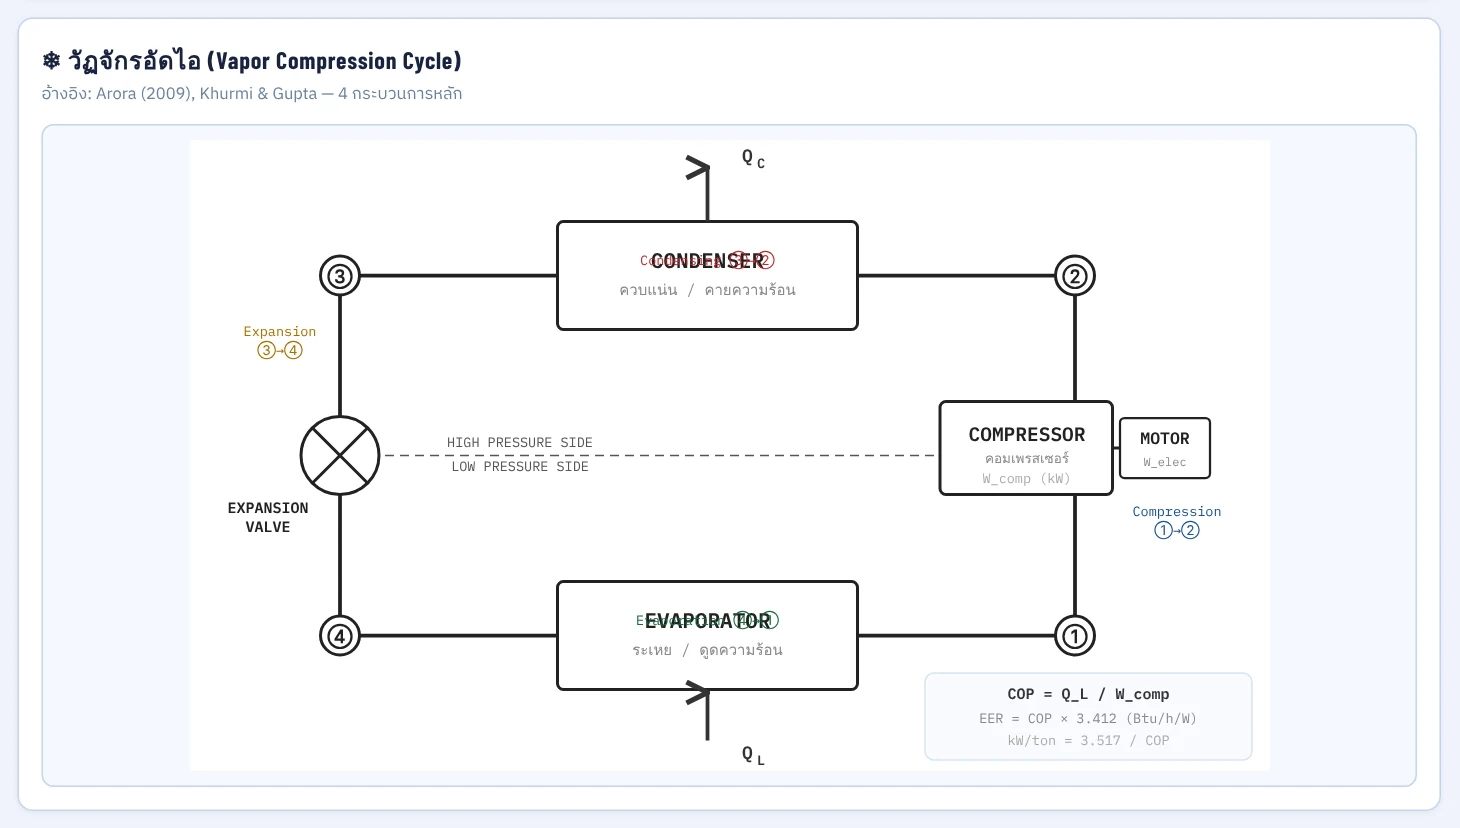 ❄ วัฏจักรอัดไอ (Vapor Compression Cycle)
อ้างอิง: Arora (2009), Khurmi & Gupta — 4 กระบวนการหลัก
Q C
CONDENSER
Condensing
ควบแน่น / คายความร้อน
③
②
Expansion
③→④
HIGH PRESSURE SIDE
LOW PRESSURE SIDE
COMPRESSOR
คอมเพรสเซอร์
W_comp (kW)
MOTOR
W_elec
EXPANSION
VALVE
Compression
①→②
EVAPORATOR
Evaporation
ระเหย / ดูดความร้อน
④
①
Q L
COP = Q_L / W_comp
EER = COP × 3.412 (Btu/h/W)
kW/ton = 3.517 / COP